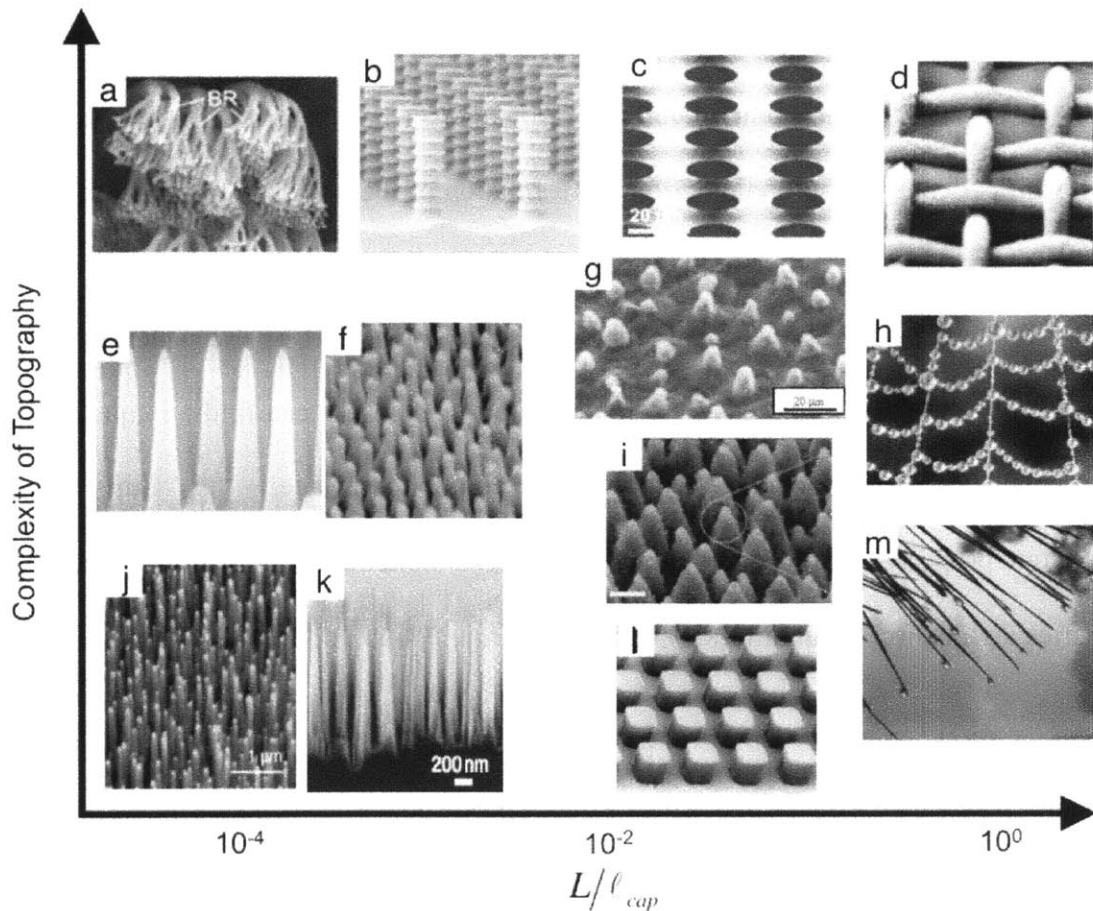 a
BR
b
c
20
d
e
f
g
20 μm
h
i
j
1 μm
k
200 nm
l
m
Complexity of Topography
10⁻⁴
10⁻²
10⁰
L/ℓcap